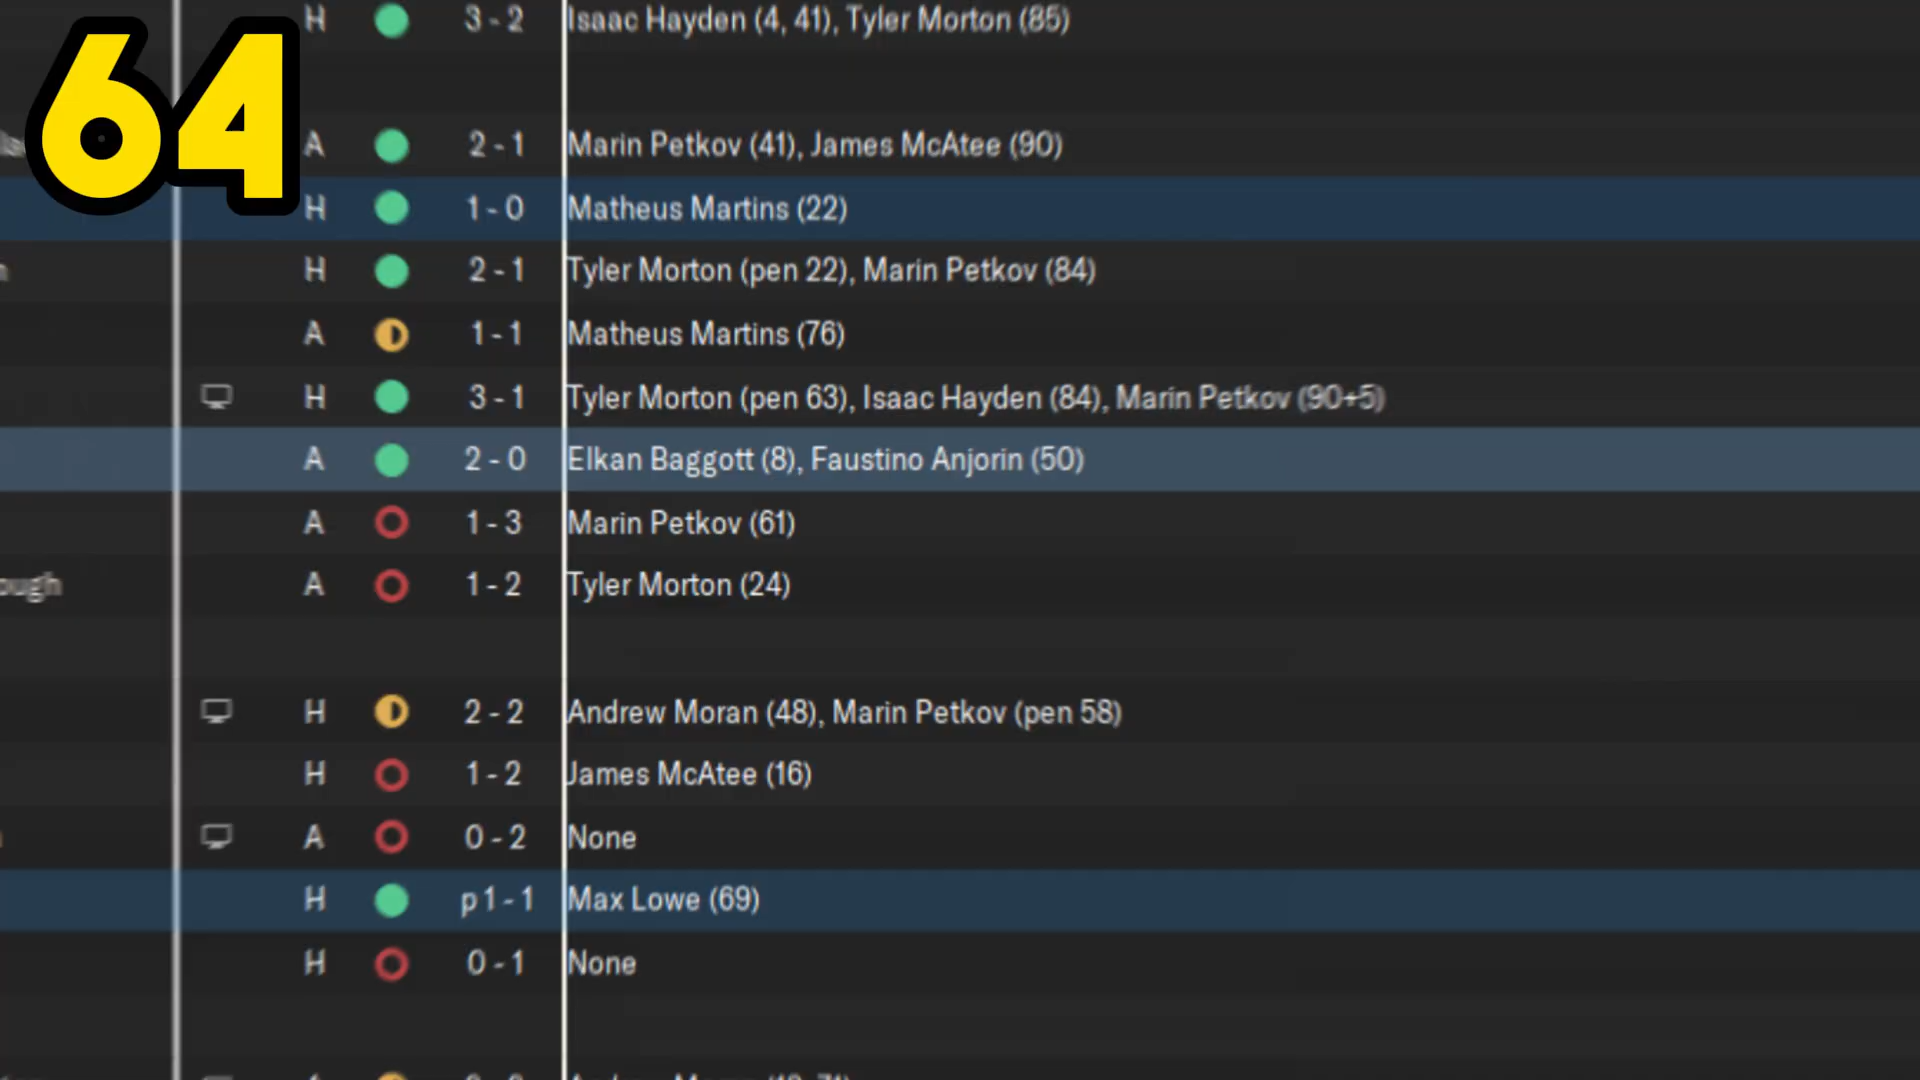 64
H 3 - 2 Isaac Hayden (4, 41), Tyler Morton (85)
A 2 - 1 Marin Petkov (41), James McAtee (90)
H 1 - 0 Matheus Martins (22)
H 2 - 1 Tyler Morton (pen 22), Marin Petkov (84)
A 1 - 1 Matheus Martins (76)
H 3 - 1 Tyler Morton (pen 63), Isaac Hayden (84), Marin Petkov (90+5)
A 2 - 0 Elkan Baggott (8), Faustino Anjorin (50)
A 1 - 3 Marin Petkov (61)
ough A 1 - 2 Tyler Morton (24)
H 2 - 2 Andrew Moran (48), Marin Petkov (pen 58)
H 1 - 2 James McAtee (16)
A 0 - 2 None
H p 1 - 1 Max Lowe (69)
H 0 - 1 None